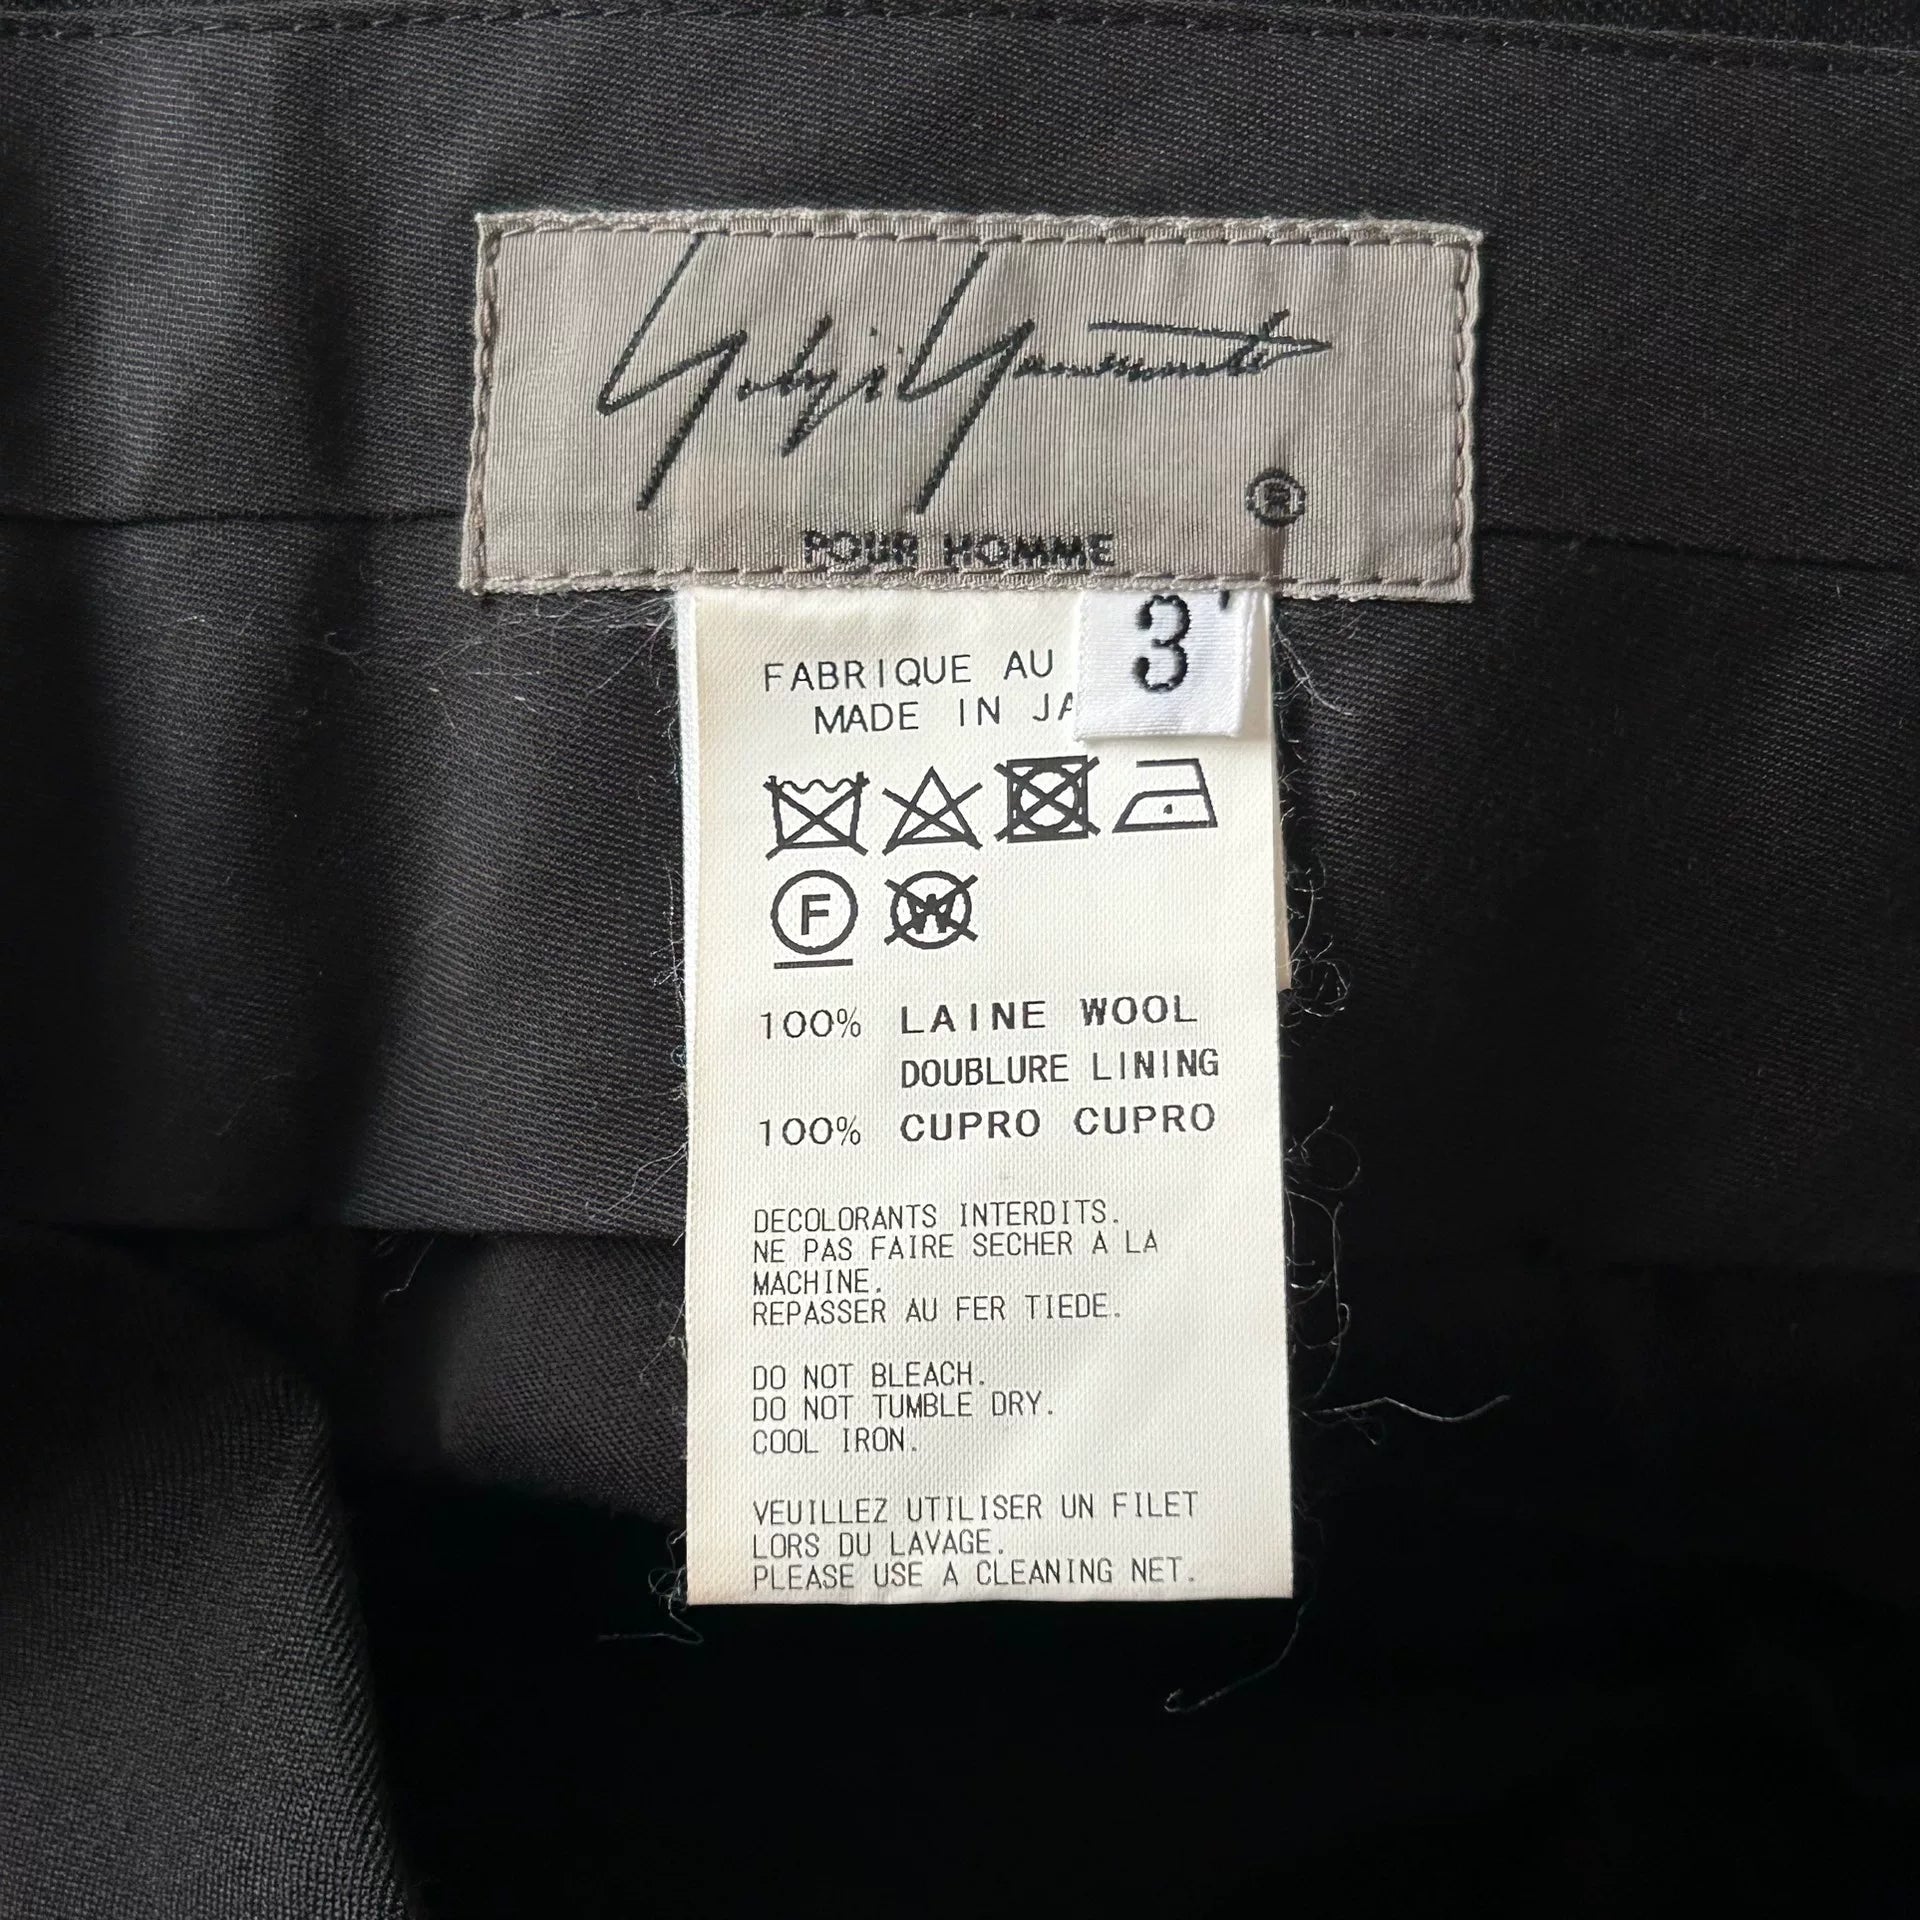 Yohji Yamamoto
®
POUR HOMME
3
FABRIQUE AU
MADE IN JA
F
W
100% LAINE WOOL
DOUBLURE LINING
100% CUPRO CUPRO
DECOLORANTS INTERDITS.
NE PAS FAIRE SECHER A LA
MACHINE.
REPASSER AU FER TIEDE.
DO NOT BLEACH.
DO NOT TUMBLE DRY.
COOL IRON.
VEUILLEZ UTILISER UN FILET
LORS DU LAVAGE.
PLEASE USE A CLEANING NET.